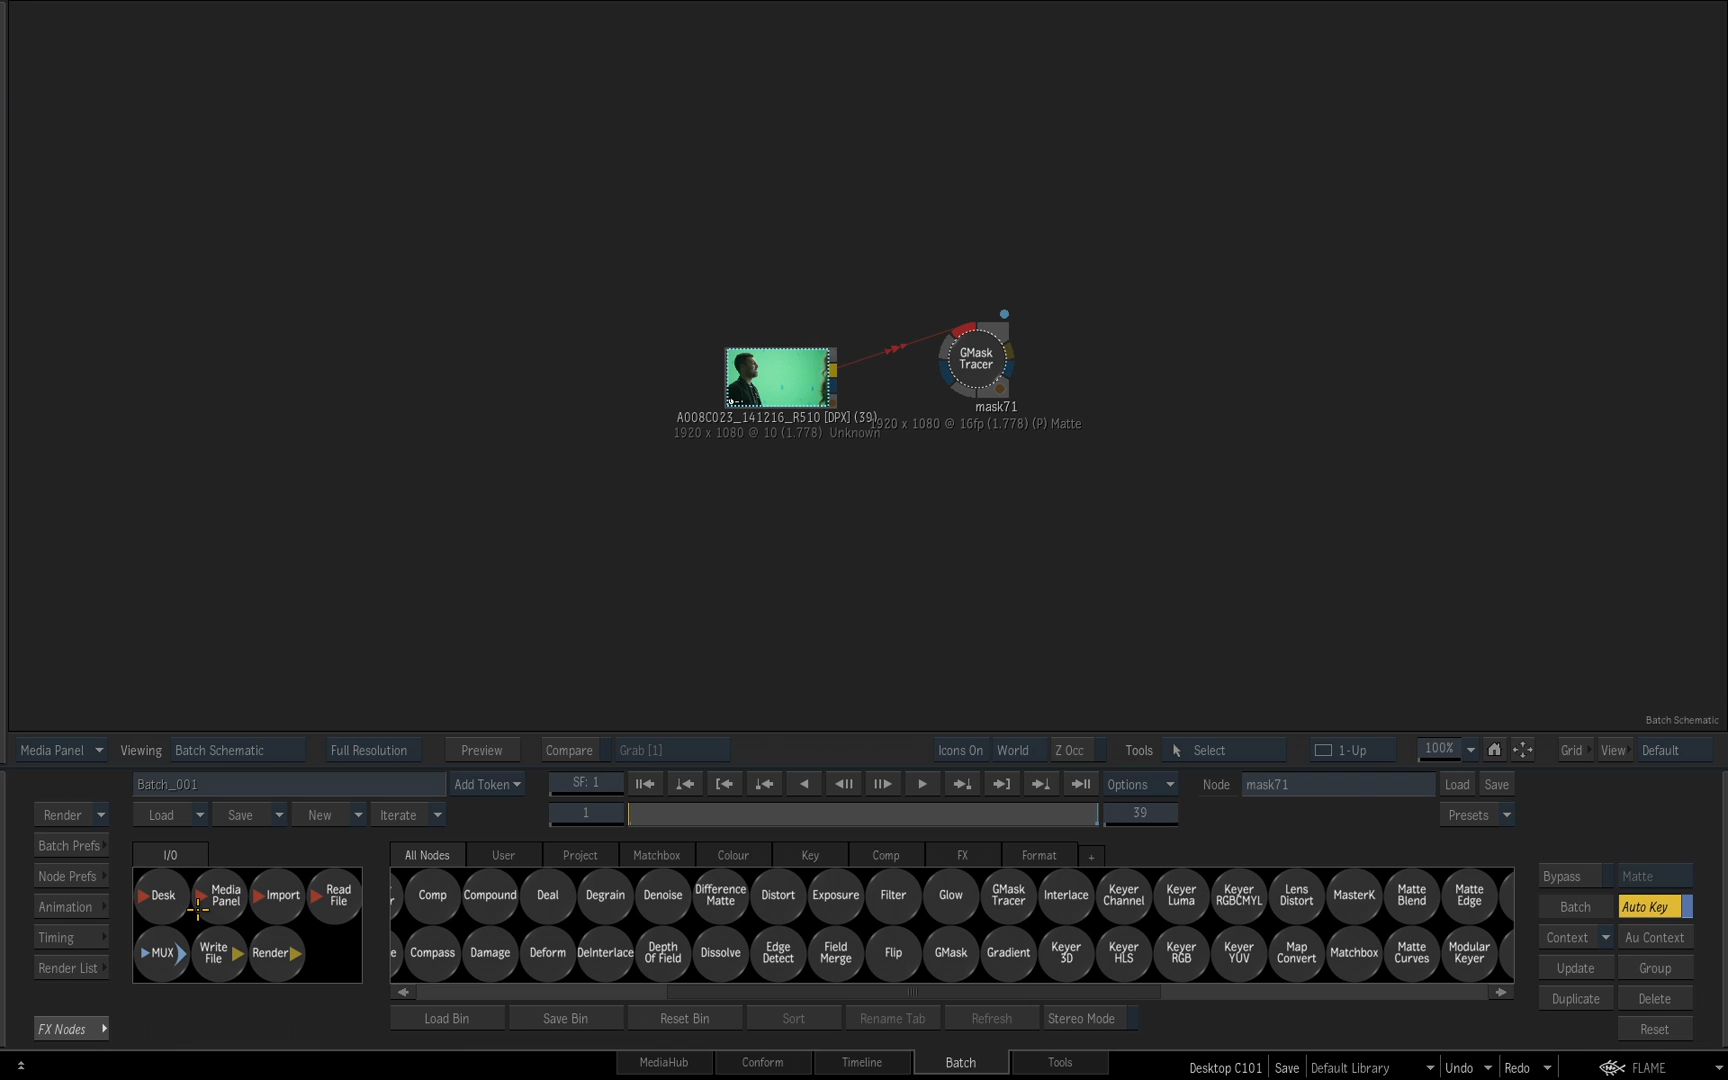 GMask
Tracer
mask71
A008C023_141216_R510 [DPX] (39)
1920 x 1080 @ 10 (1.778) Unknown
1920 x 1080 @ 16fp (1.778) (P) Matte
Batch Schematic
Media Panel Viewing Batch Schematic Full Resolution Preview Compare Grab [1] Icons On World Z Occ Tools Select 1-Up 100% Grid View Default
Batch_001 Add Token SF: 1 Options Node mask71 Load Save
Render Load Save New Iterate 1 39 Presets
Batch Prefs
Node Prefs
Animation
Timing
Render List
FX Nodes
I/O
Desk Media Panel Import Read File
MUX Write File Render
All Nodes User Project Matchbox Colour Key Comp FX Format +
r Comp Compound Deal Degrain Denoise Difference Matte Distort Exposure Filter Glow GMask Tracer Interlace Keyer Channel Keyer Luma Keyer RGBCMYL Lens Distort MasterK Matte Blend Matte Edge
e Compass Damage Deform DeInterlace Depth Of Field Dissolve Edge Detect Field Merge Flip GMask Gradient Keyer 3D Keyer HLS Keyer RGB Keyer YUV Map Convert Matchbox Matte Curves Modular Keyer
Load Bin Save Bin Reset Bin Sort Rename Tab Refresh Stereo Mode
Bypass Matte
Batch Auto Key
Context Au Context
Update Group
Duplicate Delete
Reset
MediaHub Conform Timeline Batch Tools
Desktop C101 Save Default Library Undo Redo FLAME